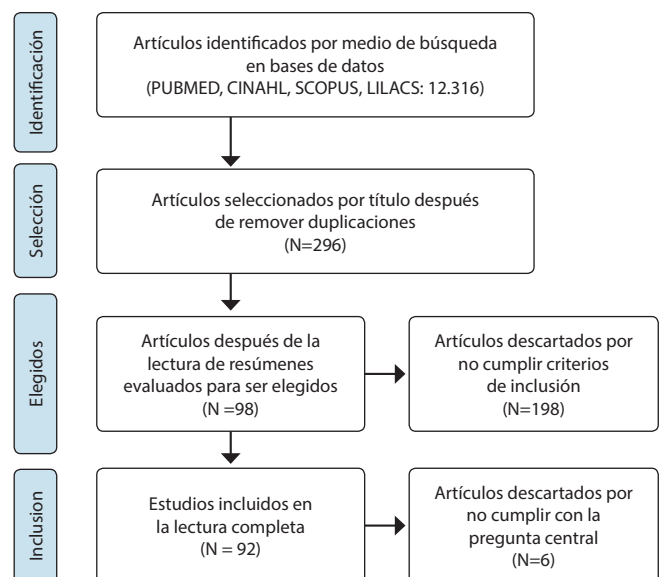 Identificación
Artículos identificados por medio de búsqueda
en bases de datos
(PUBMED, CINAHL, SCOPUS, LILACS: 12.316)
Selección
Artículos seleccionados por título después
de remover duplicaciones
(N=296)
Elegidos
Artículos después de la
lectura de resúmenes
evaluados para ser elegidos
(N =98)
Artículos descartados por
no cumplir criterios
de inclusión
(N=198)
Inclusion
Estudios incluidos en
la lectura completa
(N = 92)
Artículos descartados por
no cumplir con la
pregunta central
(N=6)